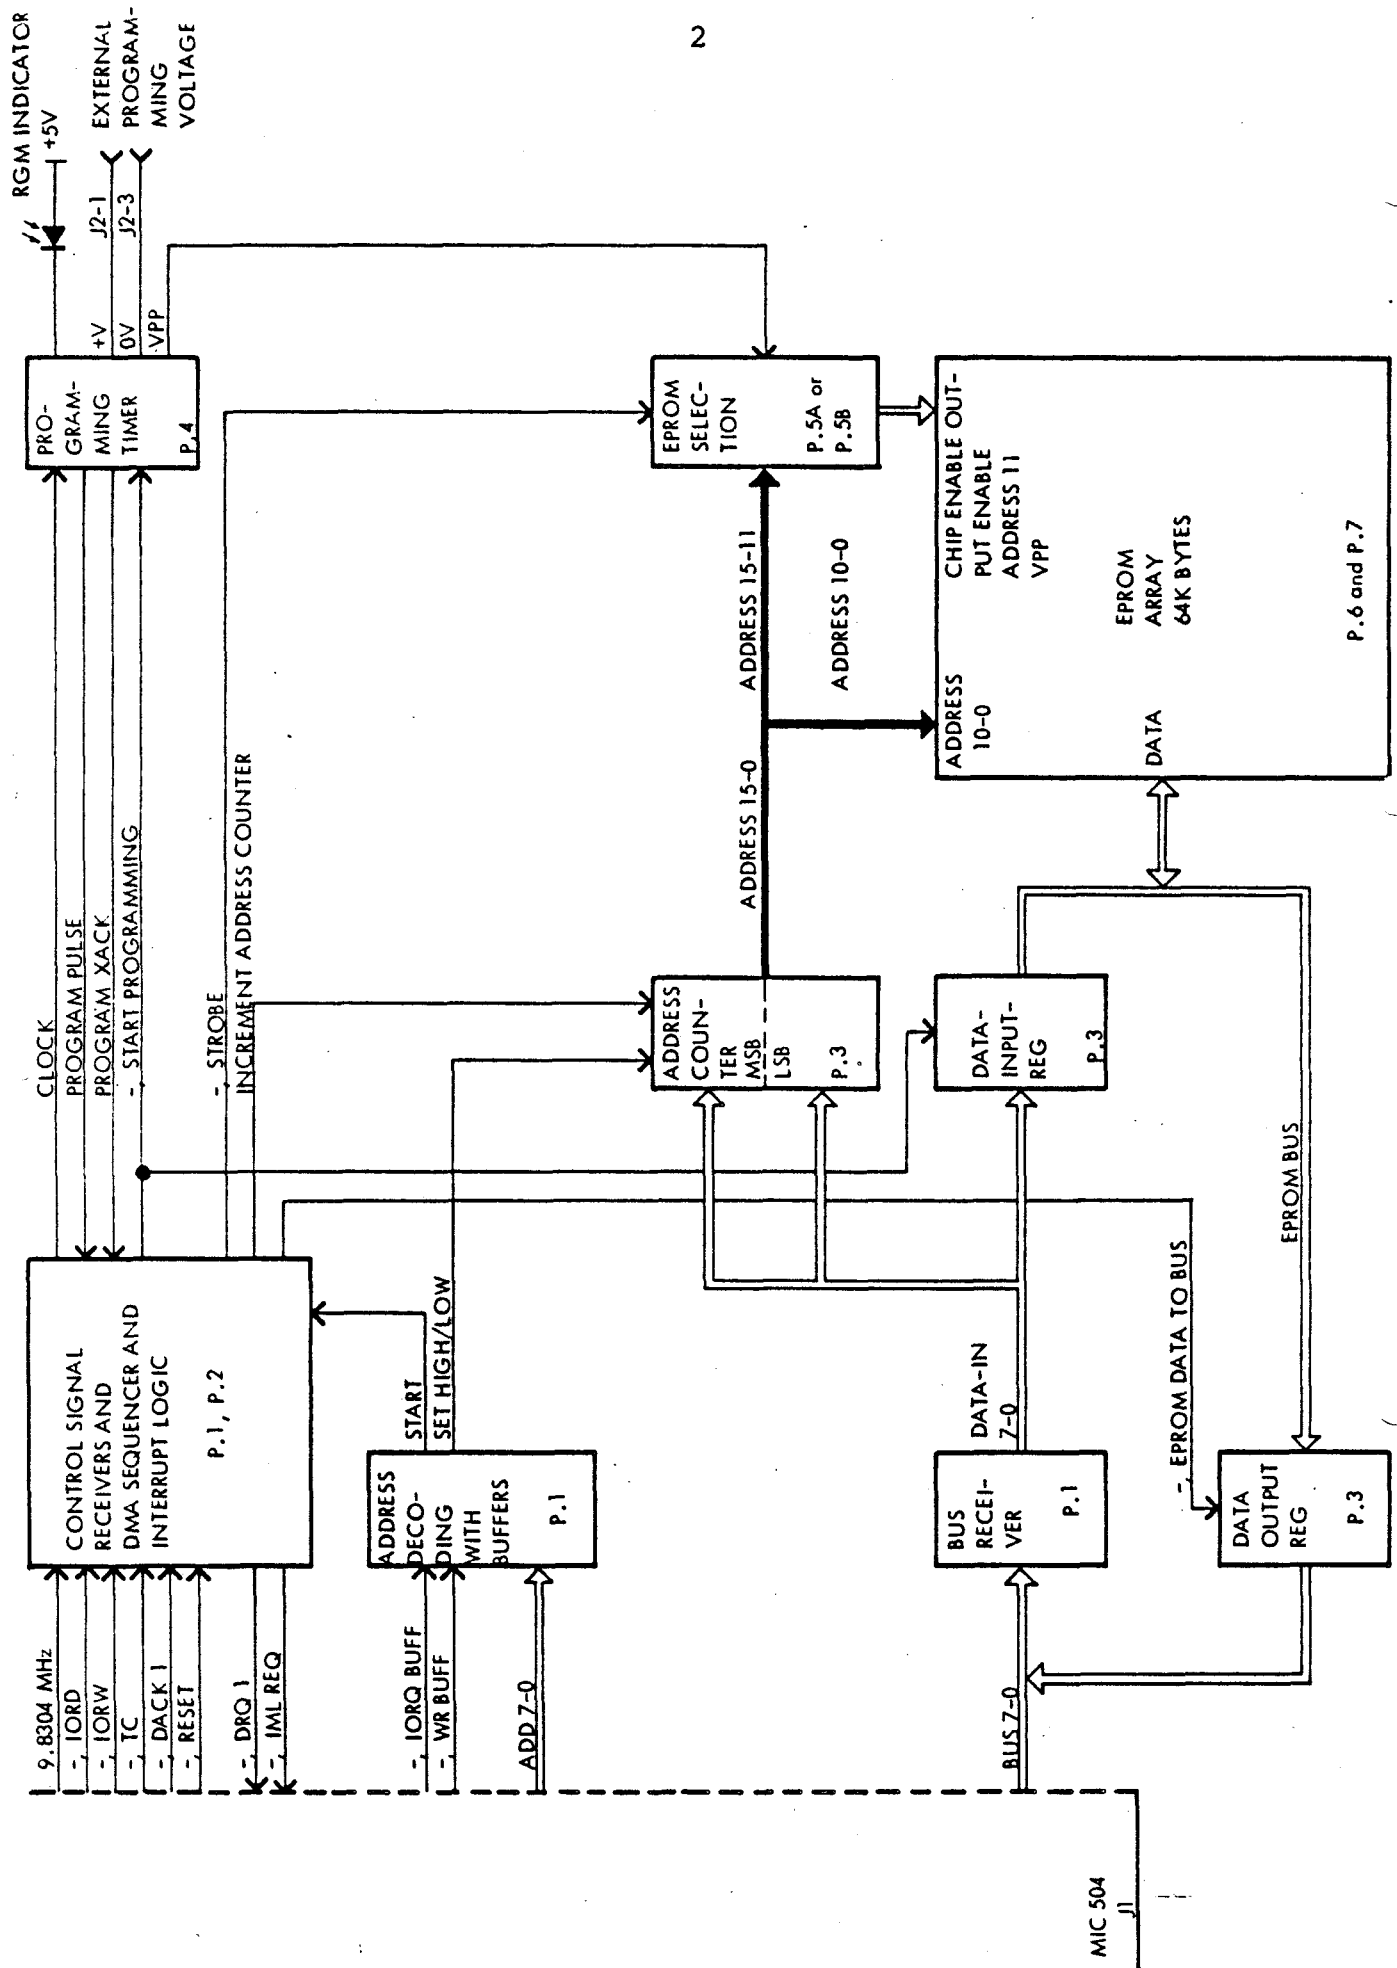 2
RGM INDICATOR
+5V
EXTERNAL
PROGRAM-
MING
VOLTAGE
J2-1
J2-3
+V
0V
VPP
PRO-
GRAM-
MING
TIMER
P.4
CLOCK
PROGRAM PULSE
PROGRAM XACK
-, START PROGRAMMING
-, STROBE
INCREMENT ADDRESS COUNTER
CONTROL SIGNAL
RECEIVERS AND
DMA SEQUENCER AND
INTERRUPT LOGIC
P.1, P.2
9.8304 MHz
-, IORD
-, IORW
-, TC
-, DACK 1
-, RESET
-, DRQ 1
-, IML REQ
START
SET HIGH/LOW
ADDRESS
DECO-
DING
WITH
BUFFERS
P.1
-, IORQ BUFF
-, WR BUFF
ADD 7-0
EPROM
SELEC-
TION
P.5A or
P.5B
ADDRESS 15-11
ADDRESS 15-0
ADDRESS 10-0
ADDRESS
COUN-
TER
MSB
LSB
P.3
CHIP ENABLE OUT-
PUT ENABLE
ADDRESS 11
VPP
ADDRESS
10-0
EPROM
ARRAY
64K BYTES
DATA
P.6 and P.7
DATA-
INPUT-
REG
P.3
DATA-IN
7-0
BUS
RECEI-
VER
P.1
BUS 7-0
-, EPROM DATA TO BUS
EPROM BUS
DATA
OUTPUT
REG
P.3
MIC 504
J1